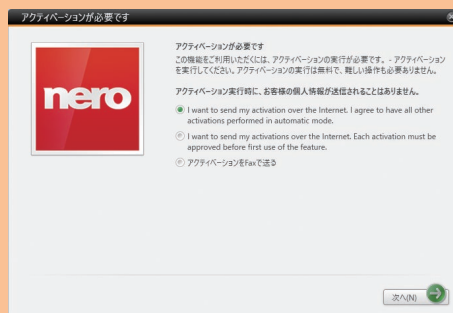 アクティベーションが必要です
nero
アクティベーションが必要です
この機能をご利用いただくには、アクティベーションの実行が必要です。- アクティベーション
を実行してください。アクティベーションの実行は無料で、難しい操作も必要ありません。
アクティベーション実行時に、お客様の個人情報が送信されることはありません。
I want to send my activation over the Internet. I agree to have all other
activations performed in automatic mode.
I want to send my activations over the Internet. Each activation must be
approved before first use of the feature.
アクティベーションをFaxで送る
次へ(N)